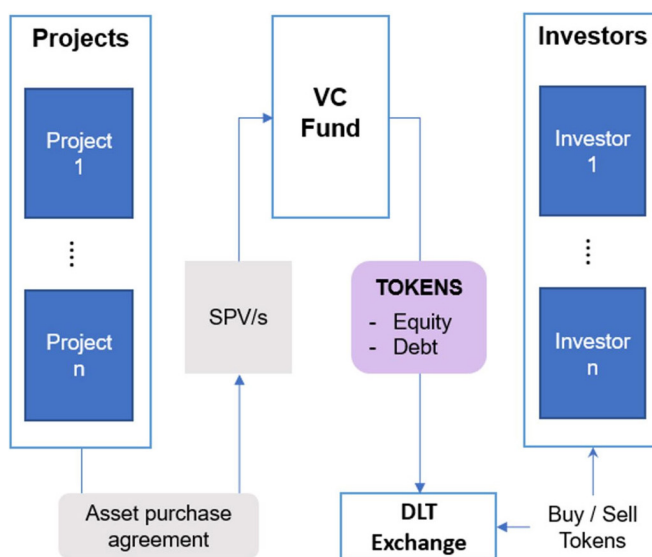 Projects
Project
1
Project
n
Asset purchase
agreement
SPV/s
VC
Fund
TOKENS
- Equity
- Debt
DLT
Exchange
Buy / Sell
Tokens
Investors
Investor
1
Investor
n